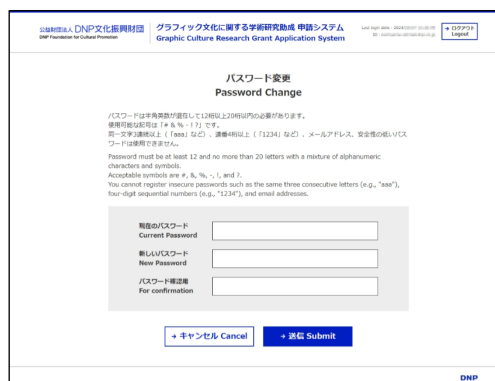 公益財団法人 DNP文化振興財団
DNP Foundation for Cultural Promotion
グラフィック文化に関する学術研究助成 申請システム
Graphic Culture Research Grant Application System
Last login date : 2024
ID :
→ ログアウト
Logout
パスワード変更
Password Change
パスワードは半角英数が混在して12桁以上20桁以内の必要があります。
使用可能な記号は「# & % - ! ?」です。
同一文字3連続以上（「aaa」など）、連番4桁以上（「1234」など）、メールアドレス、安全性の低いパス
ワードは使用できません。
Password must be at least 12 and no more than 20 letters with a mixture of alphanumeric
characters and symbols.
Acceptable symbols are #, &, %, -, !, and ?.
You cannot register insecure passwords such as the same three consecutive letters (e.g., "aaa"),
four-digit sequential numbers (e.g., "1234"), and email addresses.
現在のパスワード
Current Password
新しいパスワード
New Password
パスワード確認用
For confirmation
→ キャンセル Cancel
→ 送信 Submit
DNP